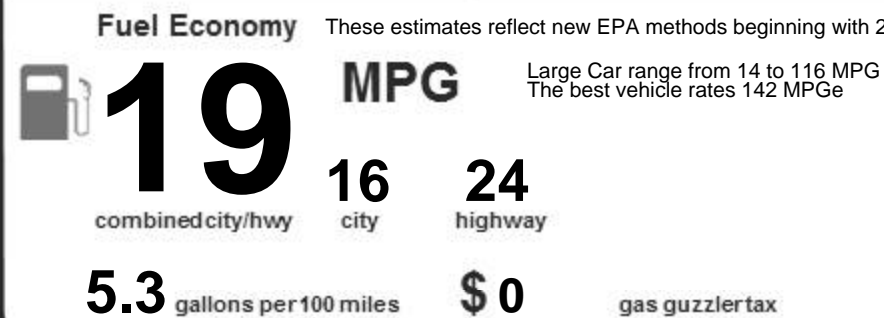 Fuel Economy These estimates reflect new EPA methods beginning with 2
19 MPG
Large Car range from 14 to 116 MPG
The best vehicle rates 142 MPGe
16 24
combined city/hwy city highway
5.3 gallons per 100 miles $ 0 gas guzzler tax